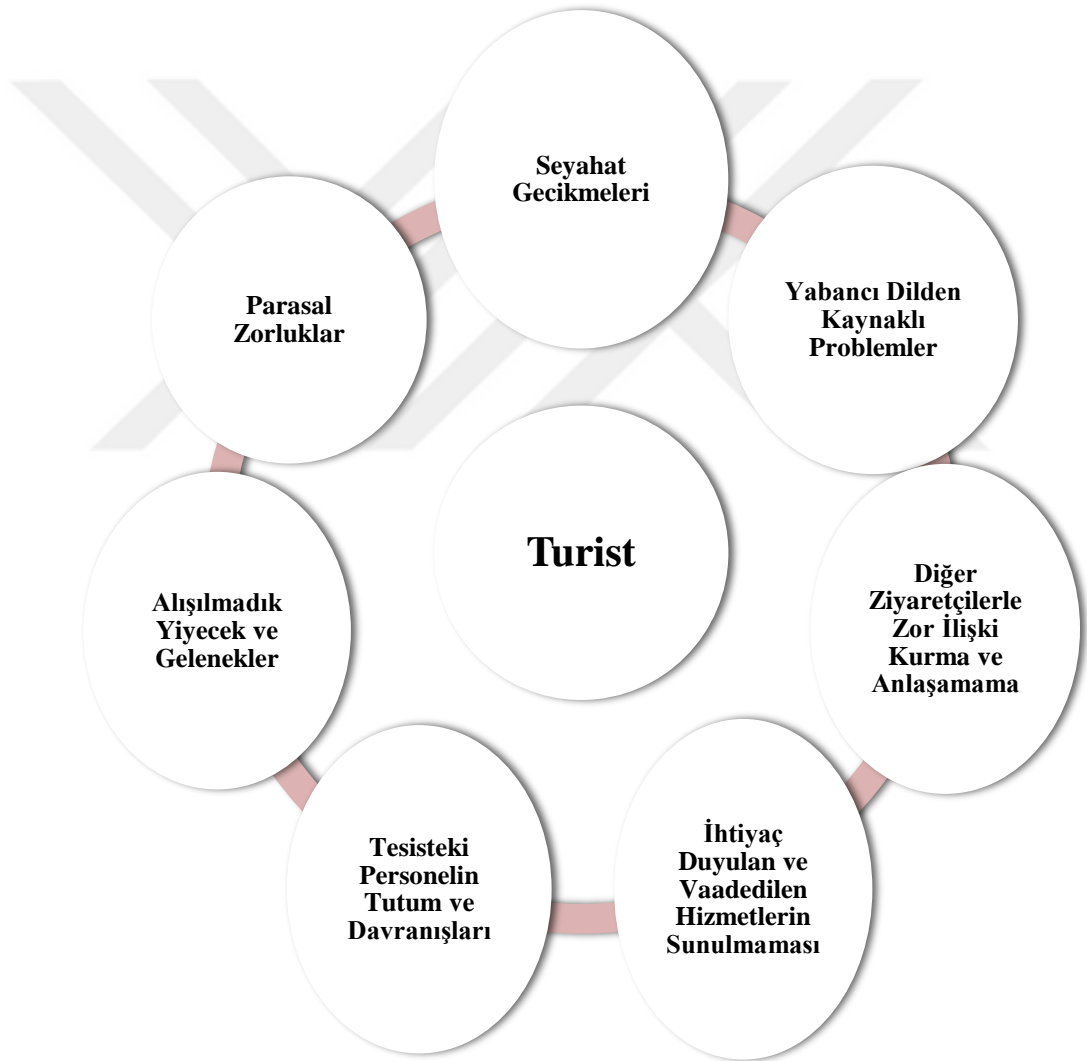 Seyahat
Gecikmeleri
Yabancı Dilden
Kaynaklı
Problemler
Diğer
Ziyaretçilerle
Zor İlişki
Kurma ve
Anlaşamama
İhtiyaç
Duyulan ve
Vaadedilen
Hizmetlerin
Sunulmaması
Tesisteki
Personelin
Tutum ve
Davranışları
Alışılmadık
Yiyecek ve
Gelenekler
Parasal
Zorluklar
Turist